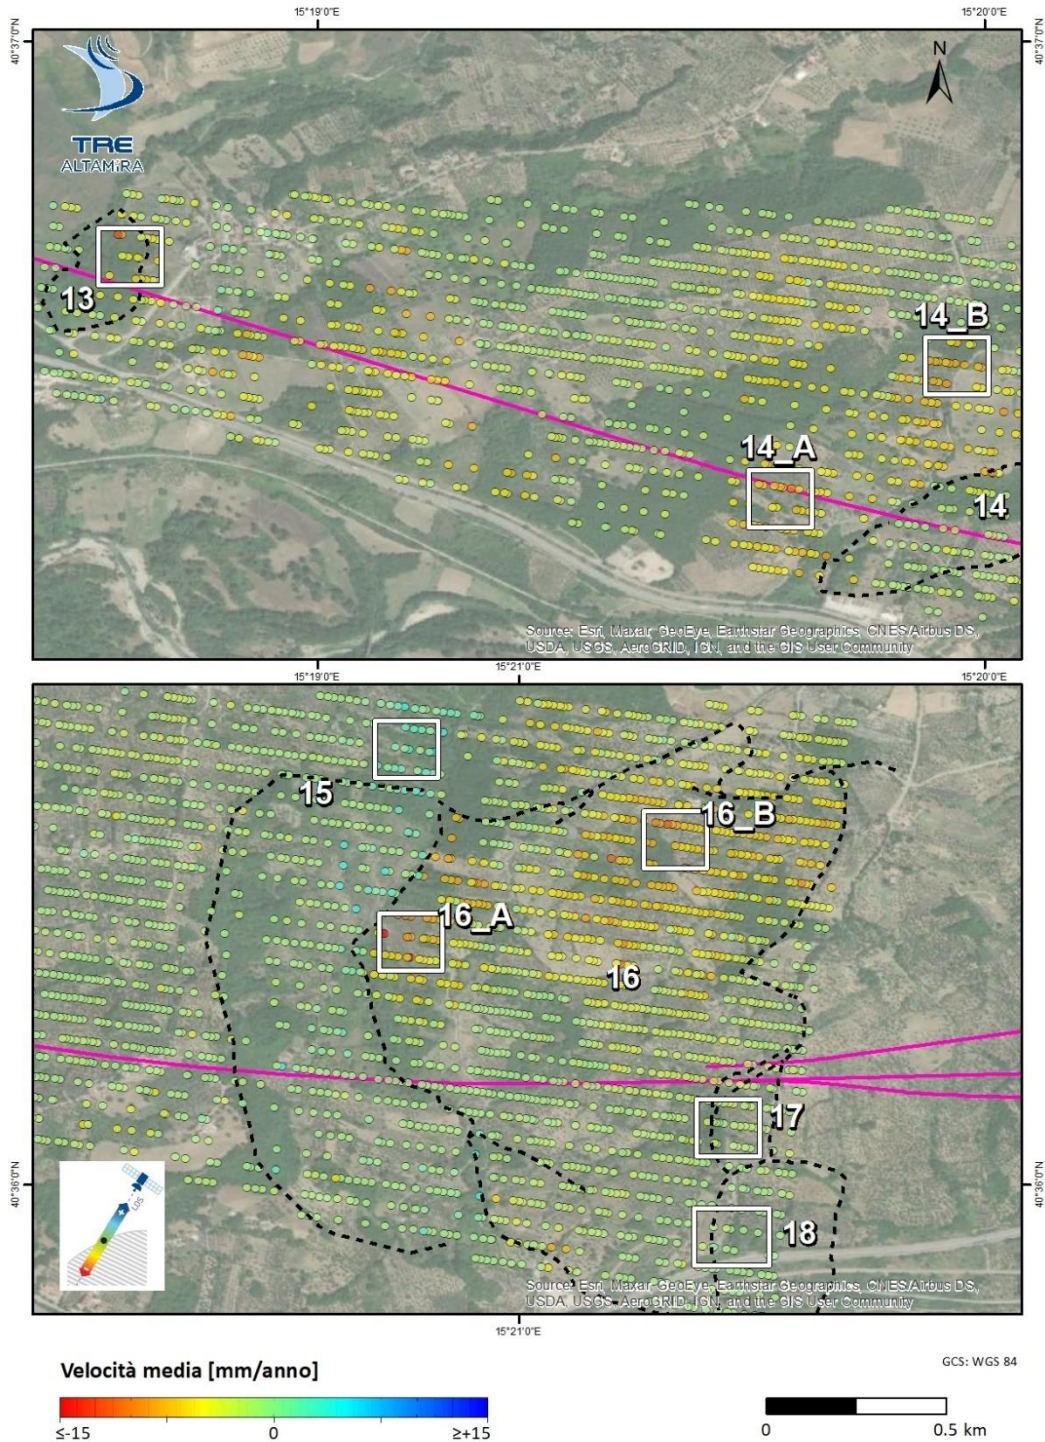 15°19'0"E
15°20'0"E
40°37'0"N
40°37'0"N
N
TRE
ALTAMIRA
13
14_B
14_A
14
Source: Esri, Maxar, GeoEye, Earthstar Geographics, CNES/Airbus DS,
USDA, USGS, AeroGRID, IGN, and the GIS User Community
15°19'0"E
15°21'0"E
15°20'0"E
15
16_B
16_A
16
17
18
40°36'0"N
40°36'0"N
LOS
+
-
Source: Esri, Maxar, GeoEye, Earthstar Geographics, CNES/Airbus DS,
USDA, USGS, AeroGRID, IGN, and the GIS User Community
15°21'0"E
Velocità media [mm/anno]
≤-15
0
≥+15
GCS: WGS 84
0
0.5 km